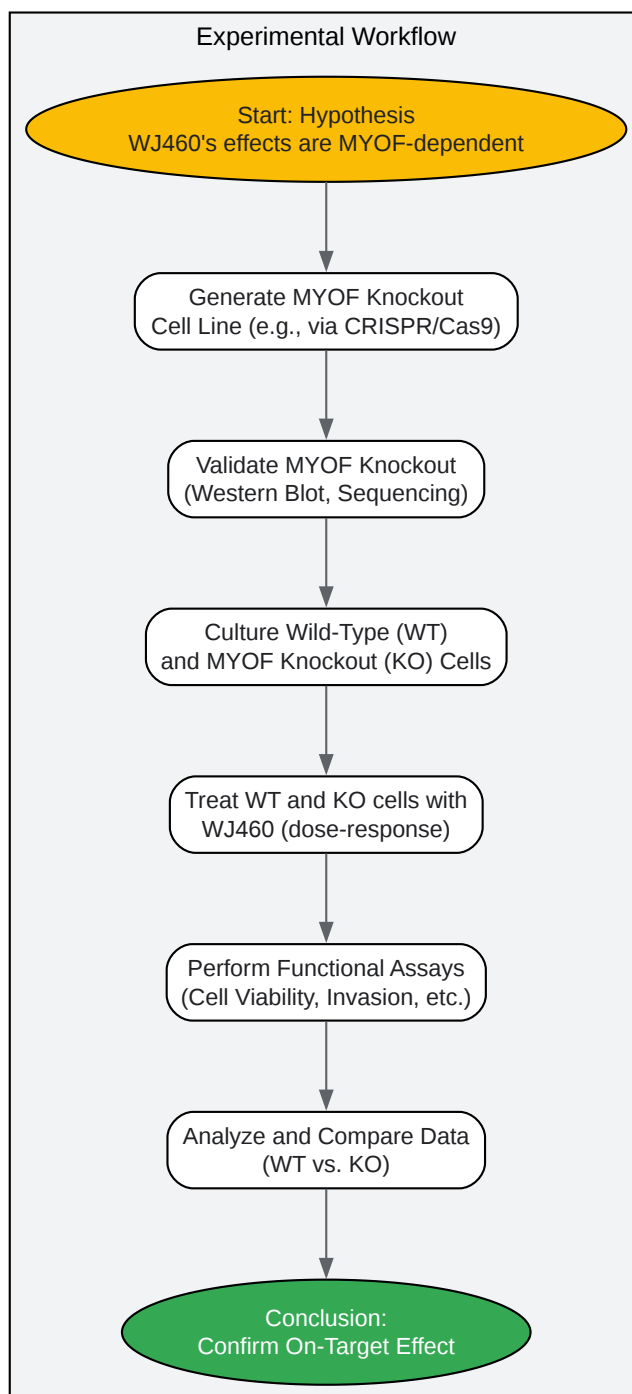 Experimental Workflow
Start: Hypothesis
WJ460's effects are MYOF-dependent
Generate MYOF Knockout
Cell Line (e.g., via CRISPR/Cas9)
Validate MYOF Knockout
(Western Blot, Sequencing)
Culture Wild-Type (WT)
and MYOF Knockout (KO) Cells
Treat WT and KO cells with
WJ460 (dose-response)
Perform Functional Assays
(Cell Viability, Invasion, etc.)
Analyze and Compare Data
(WT vs. KO)
Conclusion:
Confirm On-Target Effect